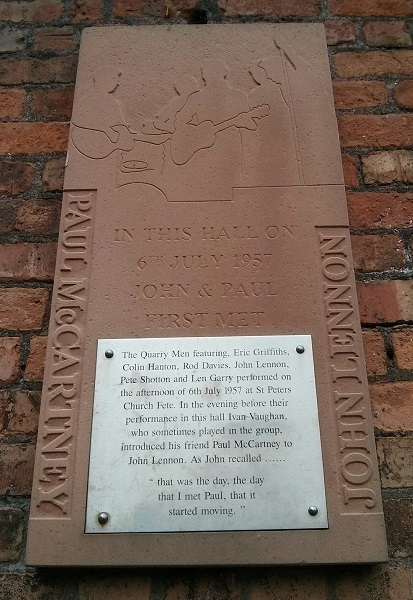 IN THIS HALL ON
6TH JULY 1957
JOHN & PAUL
FIRST MET
PAUL McCARTNEY
JOHN LENNON
The Quarry Men featuring, Eric Griffiths,
Colin Hanton, Rod Davies, John Lennon,
Pete Shotton and Len Garry performed on
the afternoon of 6th July 1957 at St Peters
Church Fete. In the evening before their
performance in this hall Ivan Vaughan,
who sometimes played in the group,
introduced his friend Paul McCartney to
John Lennon. As John recalled ......
" that was the day, the day
that I met Paul, that it
started moving. "